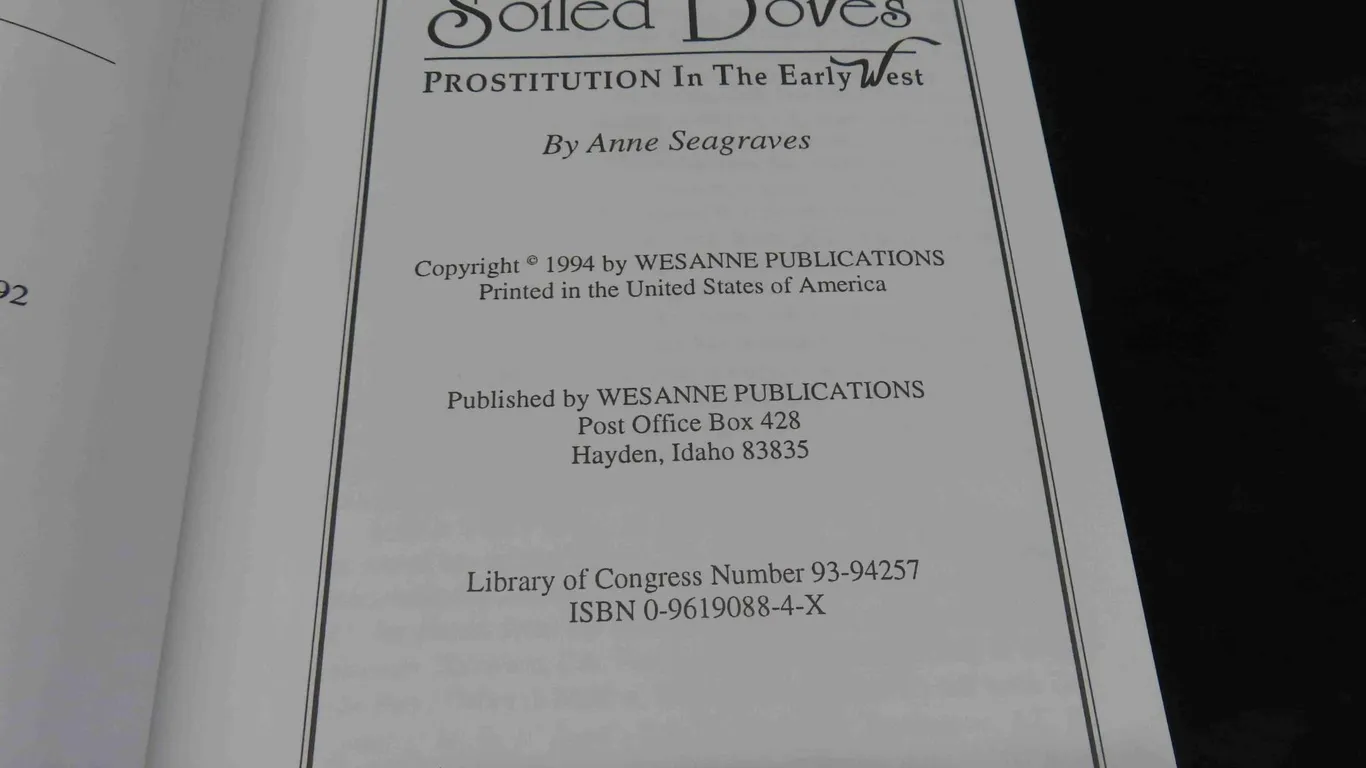 92
Soiled Doves
PROSTITUTION In The Early West
By Anne Seagraves
Copyright © 1994 by WESANNE PUBLICATIONS
Printed in the United States of America
Published by WESANNE PUBLICATIONS
Post Office Box 428
Hayden, Idaho 83835
Library of Congress Number 93-94257
ISBN 0-9619088-4-X